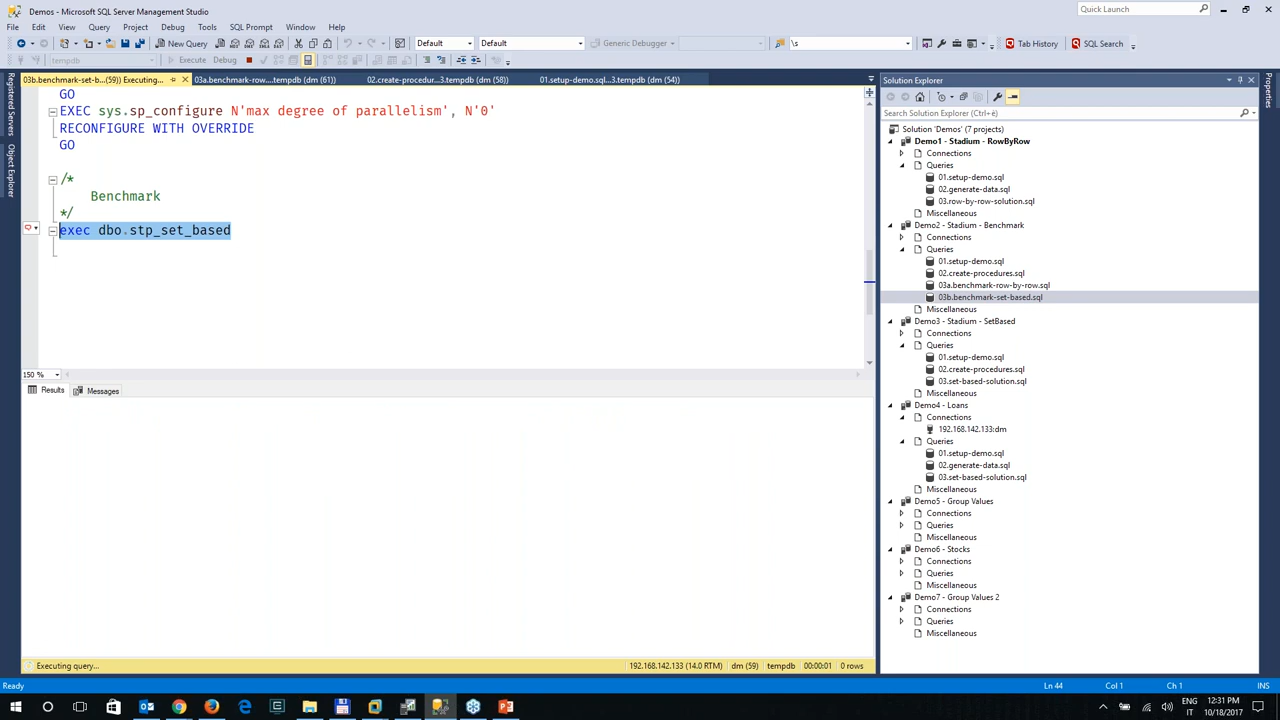 Demos - Microsoft SQL Server Management Studio
Quick Launch
File Edit View Query Project Debug Tools SQL Prompt Window Help
New Query Default Default Generic Debugger \s Tab History SQL Search
tempdb Execute Debug
03b.benchmark-set-b...(59)) Executing... 03a.benchmark-row...tempdb (dm (61)) 02.create-procedur...3.tempdb (dm (58)) 01.setup-demo.sql...3.tempdb (dm (54))
Registered Servers
Object Explorer
GO
EXEC sys.sp_configure N'max degree of parallelism', N'0'
RECONFIGURE WITH OVERRIDE
GO
/*
Benchmark
*/
exec dbo.stp_set_based
150 %
Results Messages
Executing query... 192.168.142.133 (14.0 RTM) dm (59) tempdb 00:00:01 0 rows
Solution Explorer
Search Solution Explorer (Ctrl+è)
Solution 'Demos' (7 projects)
Demo1 - Stadium - RowByRow
Connections
Queries
01.setup-demo.sql
02.generate-data.sql
03.row-by-row-solution.sql
Miscellaneous
Demo2 - Stadium - Benchmark
Connections
Queries
01.setup-demo.sql
02.create-procedures.sql
03a.benchmark-row-by-row.sql
03b.benchmark-set-based.sql
Miscellaneous
Demo3 - Stadium - SetBased
Connections
Queries
01.setup-demo.sql
02.create-procedures.sql
03.set-based-solution.sql
Miscellaneous
Demo4 - Loans
Connections
192.168.142.133:dm
Queries
01.setup-demo.sql
02.generate-data.sql
03.set-based-solution.sql
Miscellaneous
Demo5 - Group Values
Connections
Queries
Miscellaneous
Demo6 - Stocks
Connections
Queries
Miscellaneous
Demo7 - Group Values 2
Connections
Queries
Miscellaneous
Properties
Ready Ln 44 Col 1 Ch 1 INS
IT 12:31 PM
10/18/2017